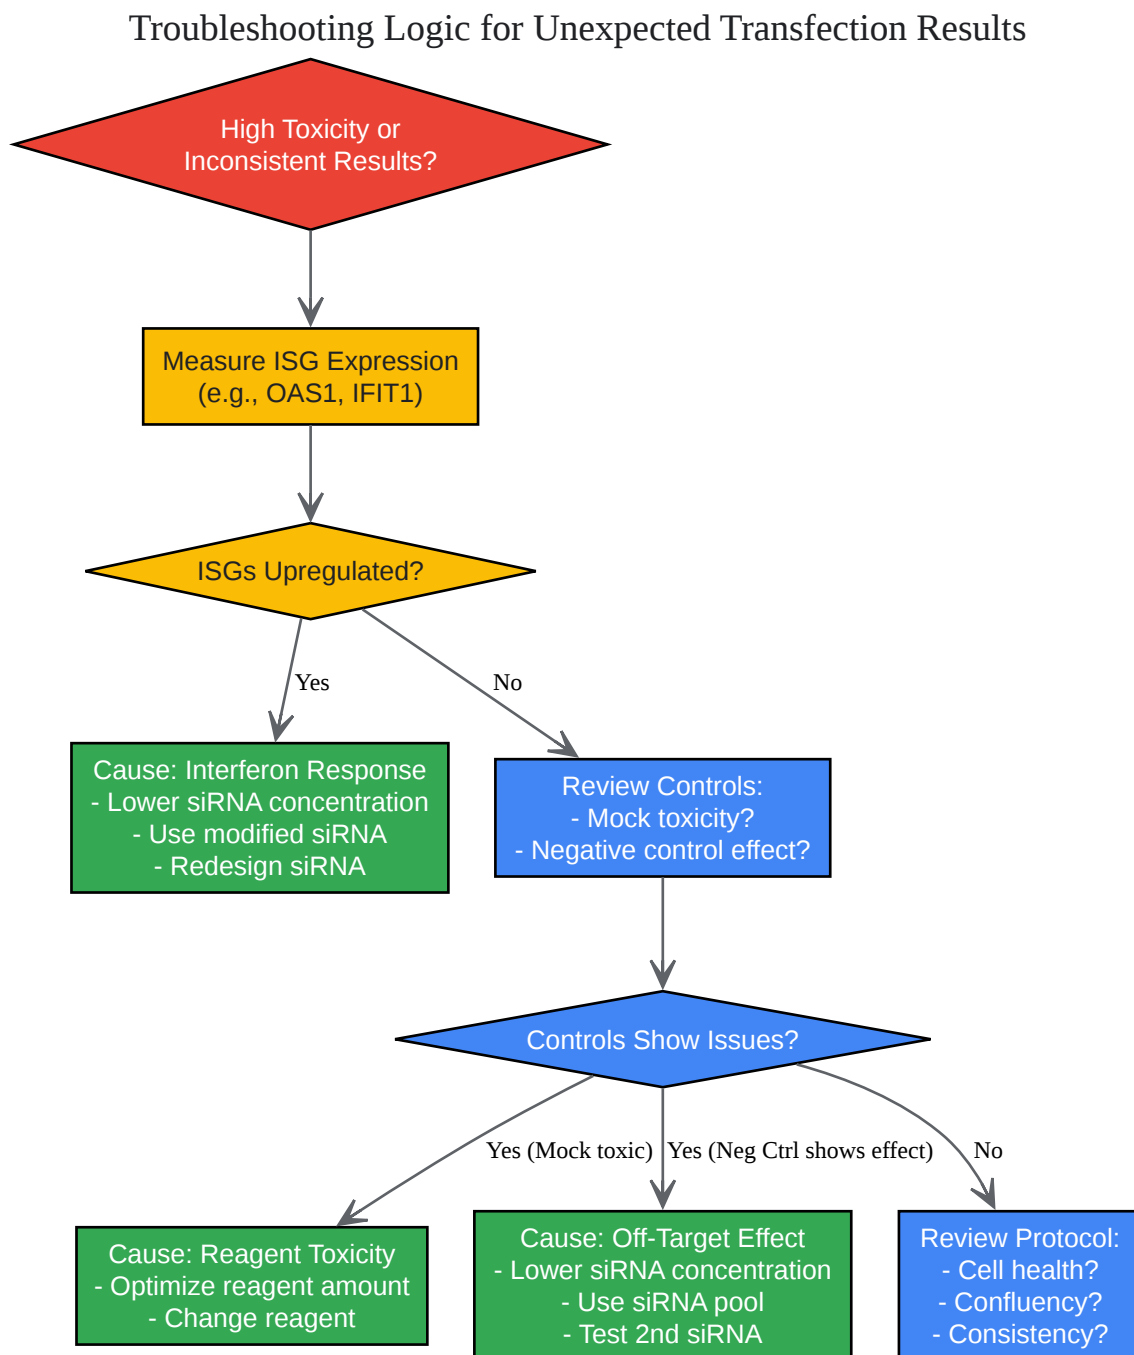 Troubleshooting Logic for Unexpected Transfection Results
High Toxicity or
Inconsistent Results?
Measure ISG Expression
(e.g., OAS1, IFIT1)
ISGs Upregulated?
Yes
No
Cause: Interferon Response
- Lower siRNA concentration
- Use modified siRNA
- Redesign siRNA
Review Controls:
- Mock toxicity?
- Negative control effect?
Controls Show Issues?
Yes (Mock toxic)
Yes (Neg Ctrl shows effect)
No
Cause: Reagent Toxicity
- Optimize reagent amount
- Change reagent
Cause: Off-Target Effect
- Lower siRNA concentration
- Use siRNA pool
- Test 2nd siRNA
Review Protocol:
- Cell health?
- Confluency?
- Consistency?